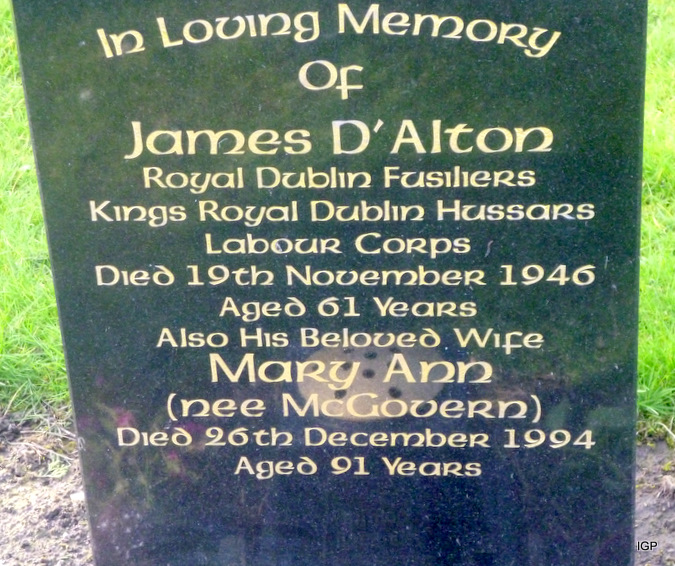 In Loving Memory
Of
James D'Alton
Royal Dublin Fusiliers
Kings Royal Dublin Hussars
Labour Corps
Died 19th November 1946
Aged 61 Years
Also His Beloved Wife
Mary Ann
(nee McGovern)
Died 26th December 1994
Aged 91 Years
IGP